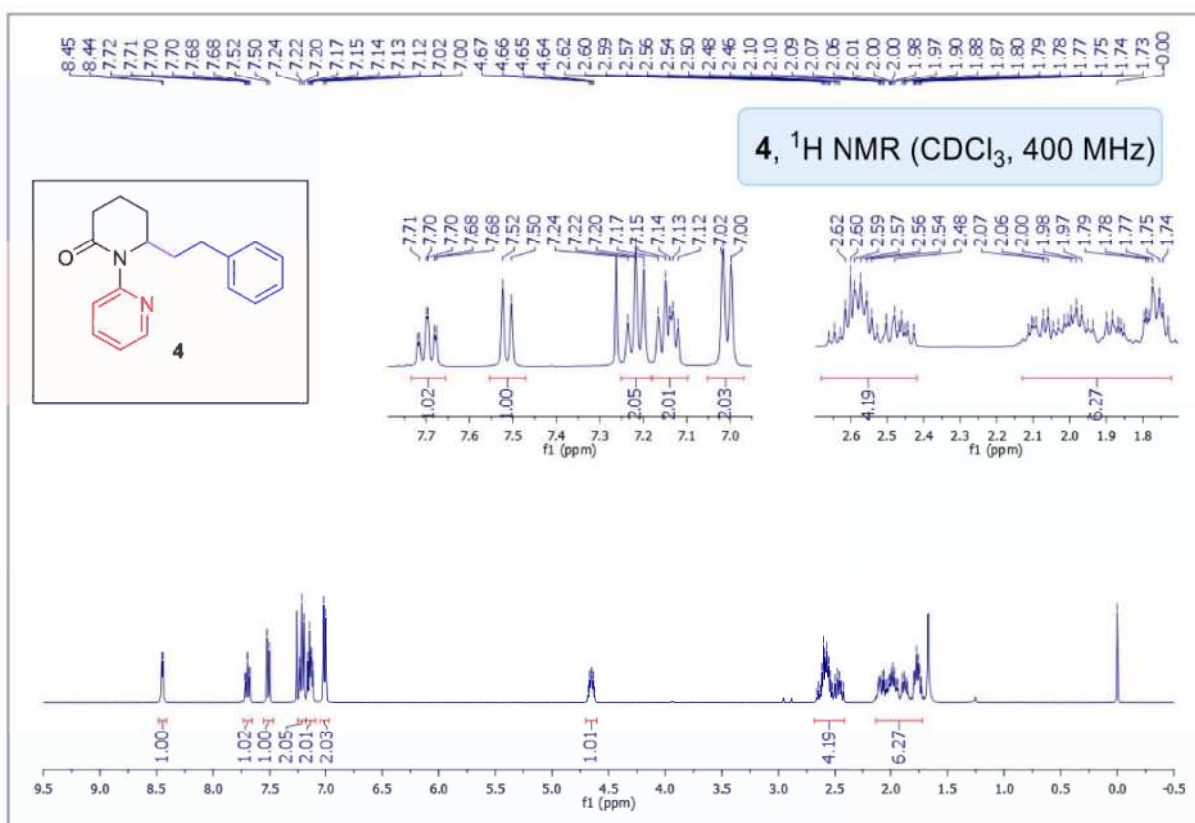 8.45 8.44 7.72 7.71 7.70 7.70 7.68 7.68 7.52 7.50 7.24 7.22 7.20 7.17 7.15 7.14 7.13 7.12 7.02 7.00 4.67 4.66 4.65 4.64 2.62 2.60 2.59 2.57 2.56 2.54 2.50 2.48 2.46 2.10 2.10 2.09 2.07 2.06 2.01 2.00 2.00 1.98 1.97 1.90 1.88 1.87 1.80 1.79 1.78 1.77 1.75 1.74 1.73 -0.00
4, ¹H NMR (CDCl₃, 400 MHz)
O
N
N
4
7.71 7.70 7.70 7.68 7.68 7.52 7.50 7.24 7.22 7.20 7.17 7.15 7.14 7.13 7.12 7.02 7.00
1.02 1.00 2.05 2.01 2.03
7.7 7.6 7.5 7.4 7.3 7.2 7.1 7.0
f1 (ppm)
2.62 2.60 2.59 2.57 2.56 2.54 2.48 2.07 2.06 2.00 1.98 1.97 1.79 1.78 1.77 1.75 1.74
4.19 6.27
2.6 2.5 2.4 2.3 2.2 2.1 2.0 1.9 1.8
f1 (ppm)
1.00 1.02 1.00 2.05 2.01 2.03 1.01 4.19 6.27
9.5 9.0 8.5 8.0 7.5 7.0 6.5 6.0 5.5 5.0 4.5 4.0 3.5 3.0 2.5 2.0 1.5 1.0 0.5 0.0 -0.5
f1 (ppm)